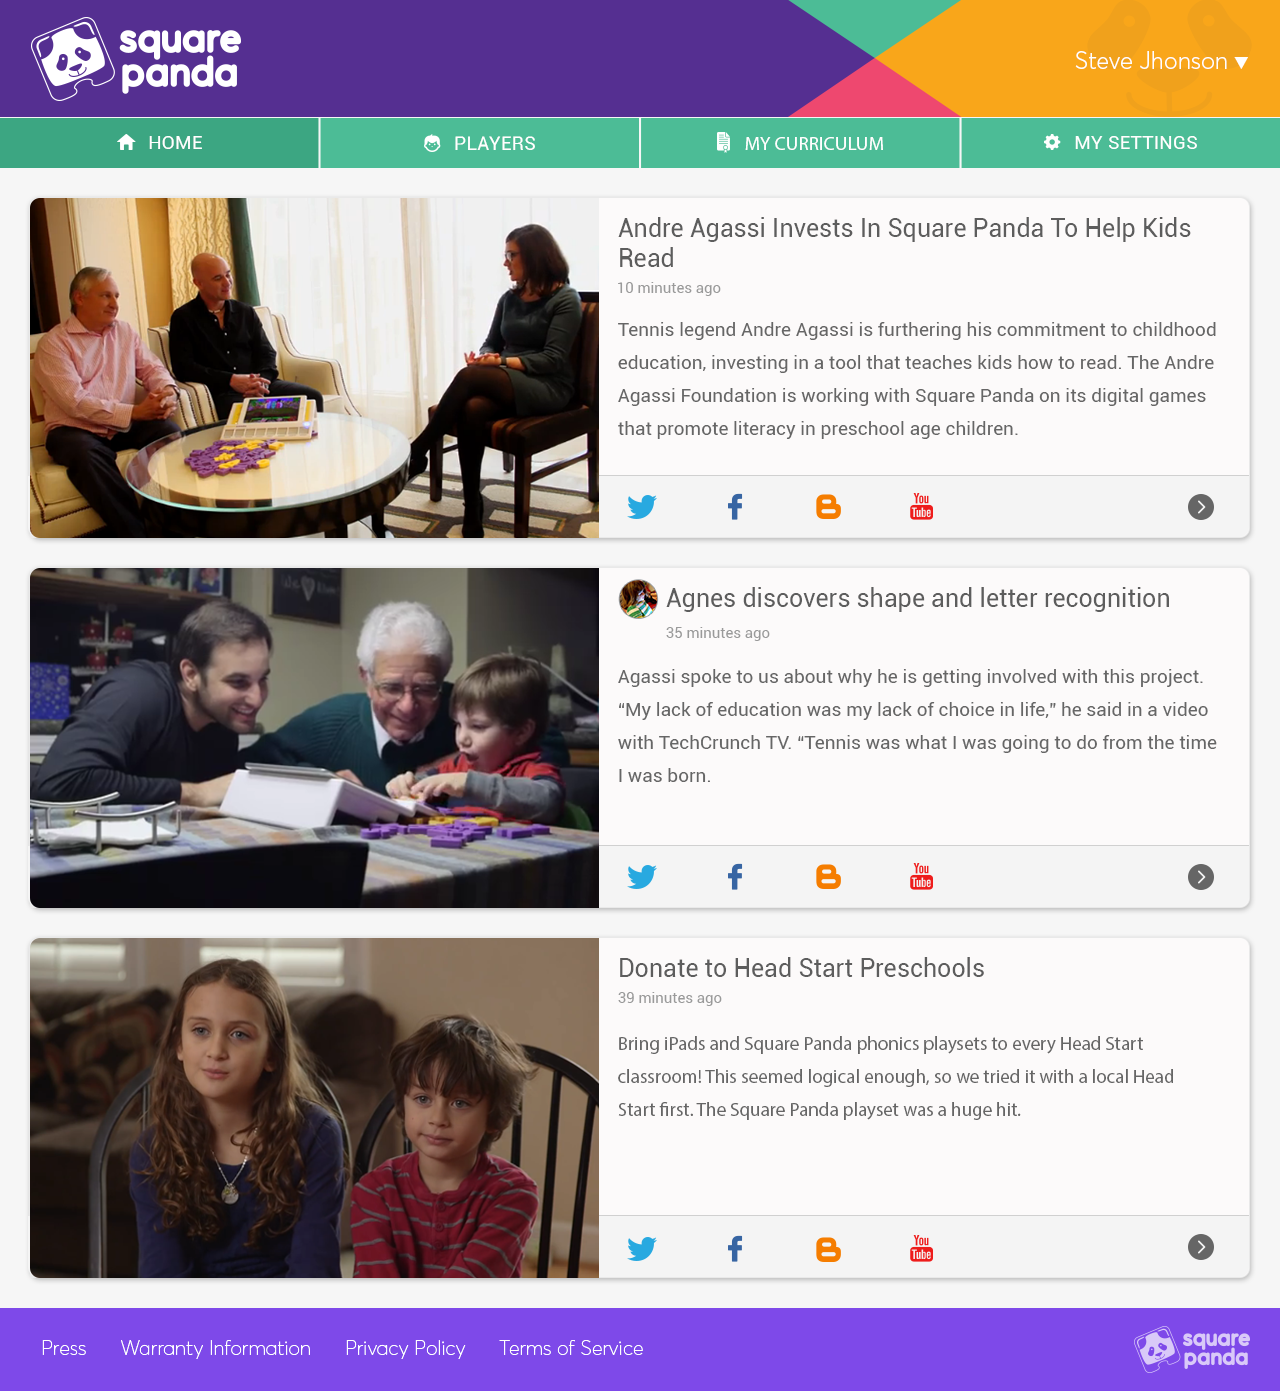 square
panda
Steve Jhonson ▼
HOME
PLAYERS
MY CURRICULUM
MY SETTINGS
Andre Agassi Invests In Square Panda To Help Kids
Read
10 minutes ago
Tennis legend Andre Agassi is furthering his commitment to childhood
education, investing in a tool that teaches kids how to read. The Andre
Agassi Foundation is working with Square Panda on its digital games
that promote literacy in preschool age children.
You
Tube
We
Agnes discovers shape and letter recognition
35 minutes ago
Agassi spoke to us about why he is getting involved with this project.
“My lack of education was my lack of choice in life,” he said in a video
with TechCrunch TV. “Tennis was what I was going to do from the time
I was born.
You
Tube
Donate to Head Start Preschools
39 minutes ago
Bring iPads and Square Panda phonics playsets to every Head Start
classroom! This seemed logical enough, so we tried it with a local Head
Start first. The Square Panda playset was a huge hit.
You
Tube
Press
Warranty Information
Privacy Policy
Terms of Service
square
panda